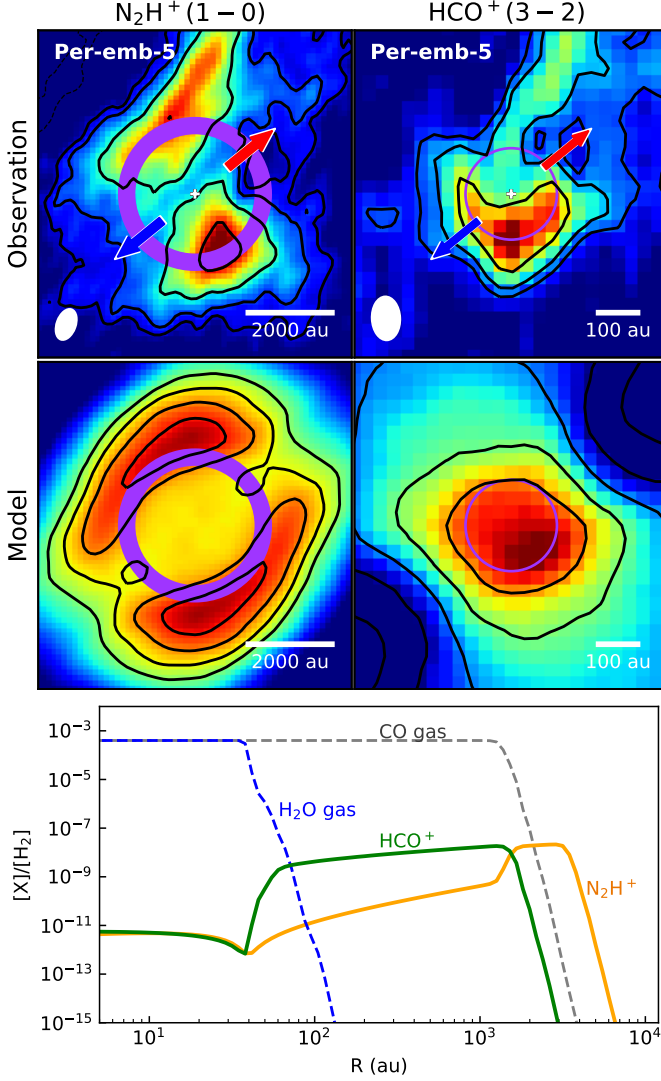 N₂H⁺(1−0) HCO⁺(3−2)
Observation
Per-emb-5
2000 au
Per-emb-5
100 au
Model
2000 au
100 au
[X]/[H₂]
10⁻³
10⁻⁵
10⁻⁷
10⁻⁹
10⁻¹¹
10⁻¹³
10⁻¹⁵
CO gas
H₂O gas
HCO⁺
N₂H⁺
10¹ 10² 10³ 10⁴
R (au)